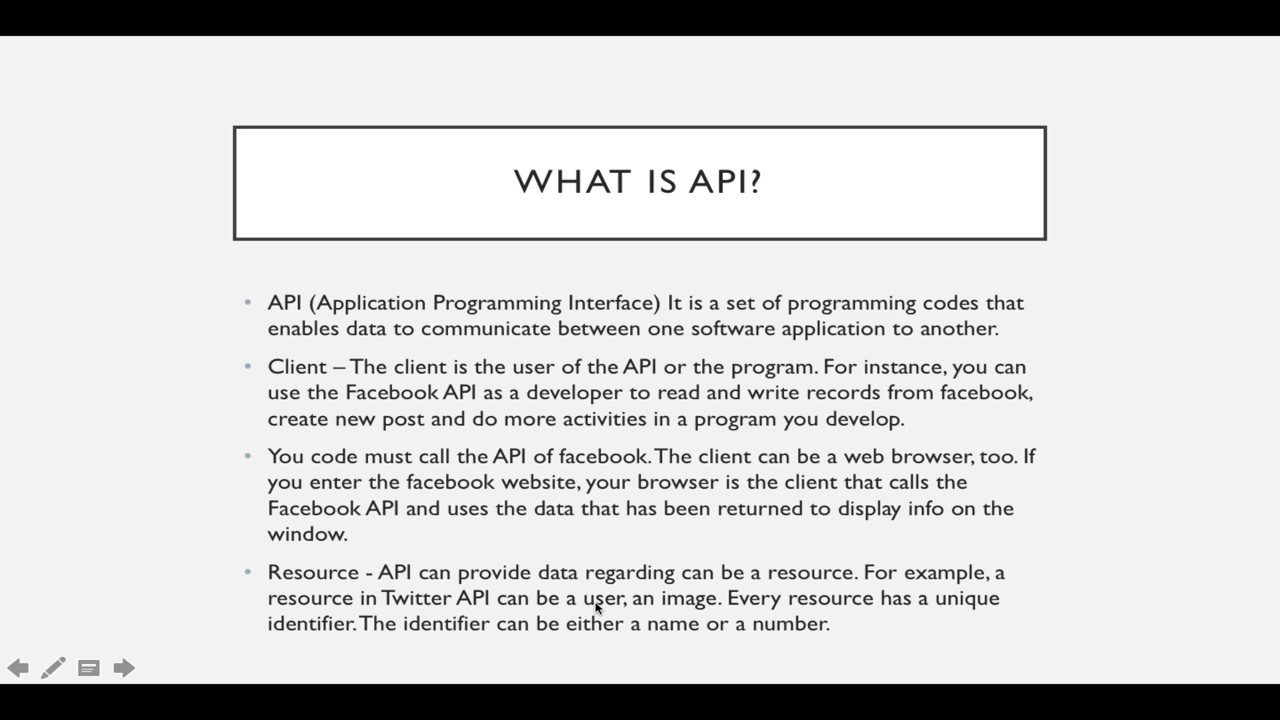 WHAT IS API?
• API (Application Programming Interface) It is a set of programming codes that
enables data to communicate between one software application to another.
• Client – The client is the user of the API or the program. For instance, you can
use the Facebook API as a developer to read and write records from facebook,
create new post and do more activities in a program you develop.
• You code must call the API of facebook. The client can be a web browser, too. If
you enter the facebook website, your browser is the client that calls the
Facebook API and uses the data that has been returned to display info on the
window.
• Resource - API can provide data regarding can be a resource. For example, a
resource in Twitter API can be a user, an image. Every resource has a unique
identifier. The identifier can be either a name or a number.